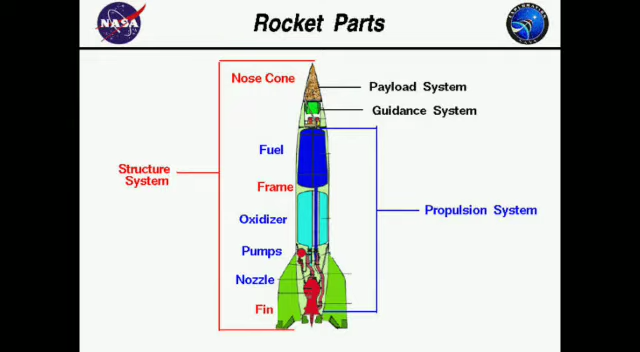 NASA
Rocket Parts
Nose Cone
Payload System
Guidance System
Fuel
Structure
System
Frame
Oxidizer
Propulsion System
Pumps
Nozzle
Fin